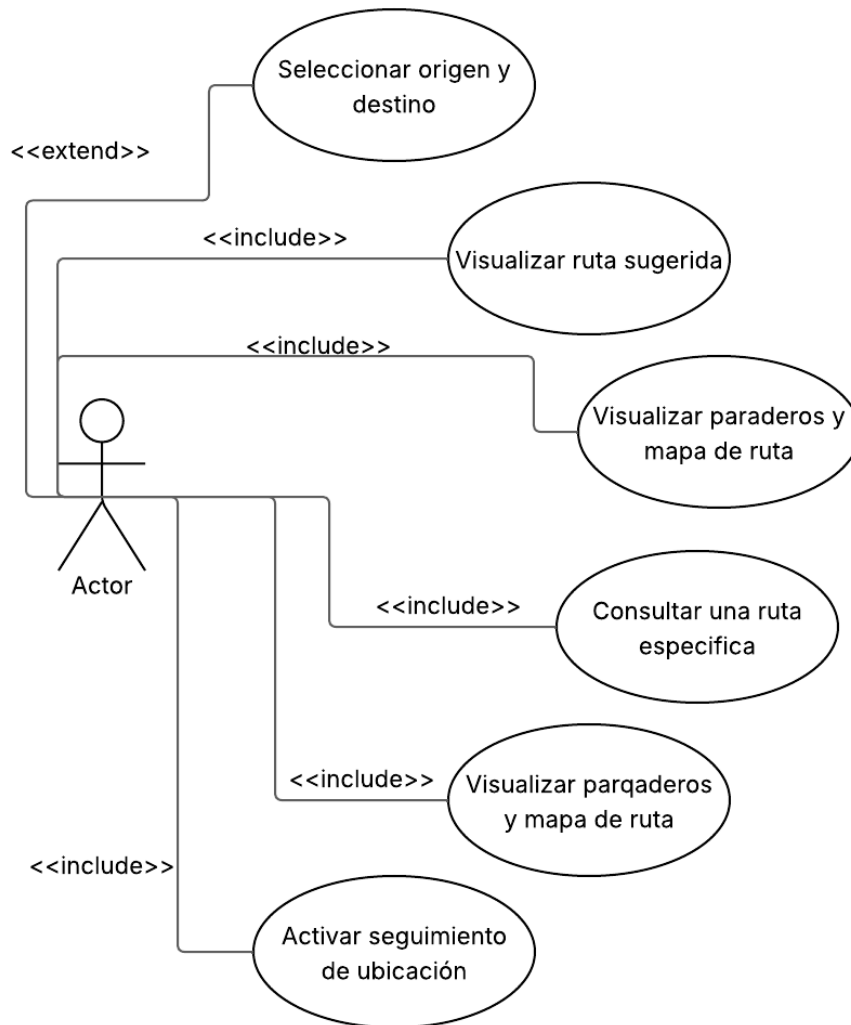 Seleccionar origen y
destino
<<extend>>
<<include>>
Visualizar ruta sugerida
<<include>>
Visualizar paraderos y
mapa de ruta
Actor
<<include>>
Consultar una ruta
especifica
<<include>>
Visualizar parqaderos
y mapa de ruta
<<include>>
Activar seguimiento
de ubicación